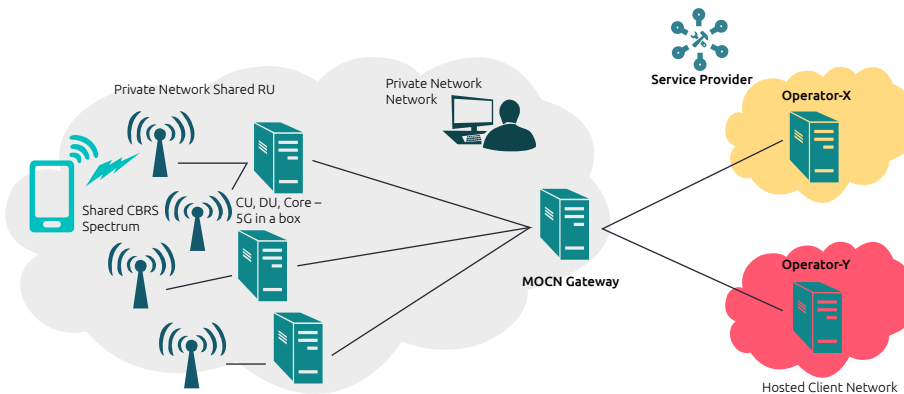 Service Provider
Private Network Shared RU
Private Network
Network
Operator-X
Shared CBRS
Spectrum
CU, DU, Core –
5G in a box
MOCN Gateway
Operator-Y
Hosted Client Network